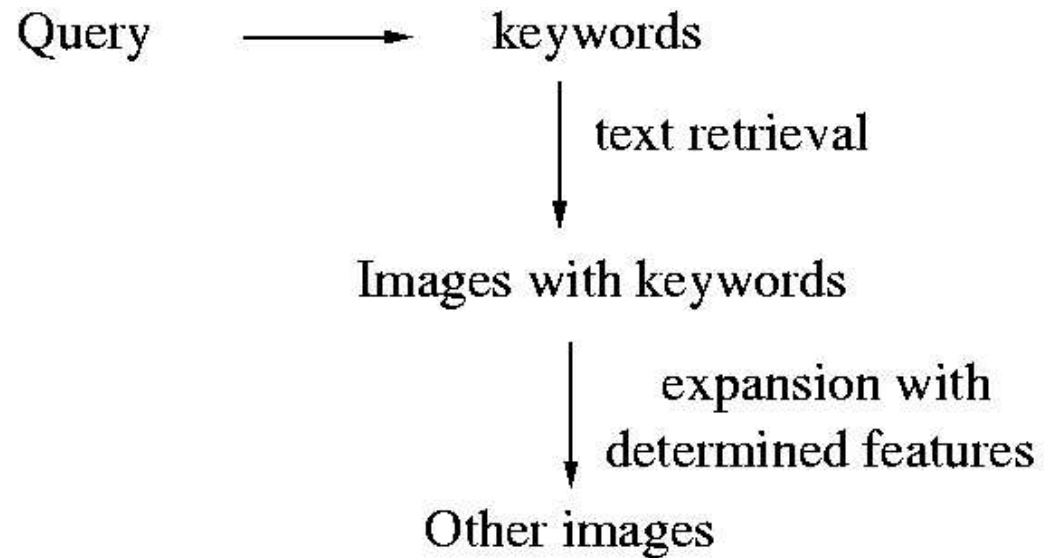 Query
keywords
text retrieval
Images with keywords
expansion with
determined features
Other images